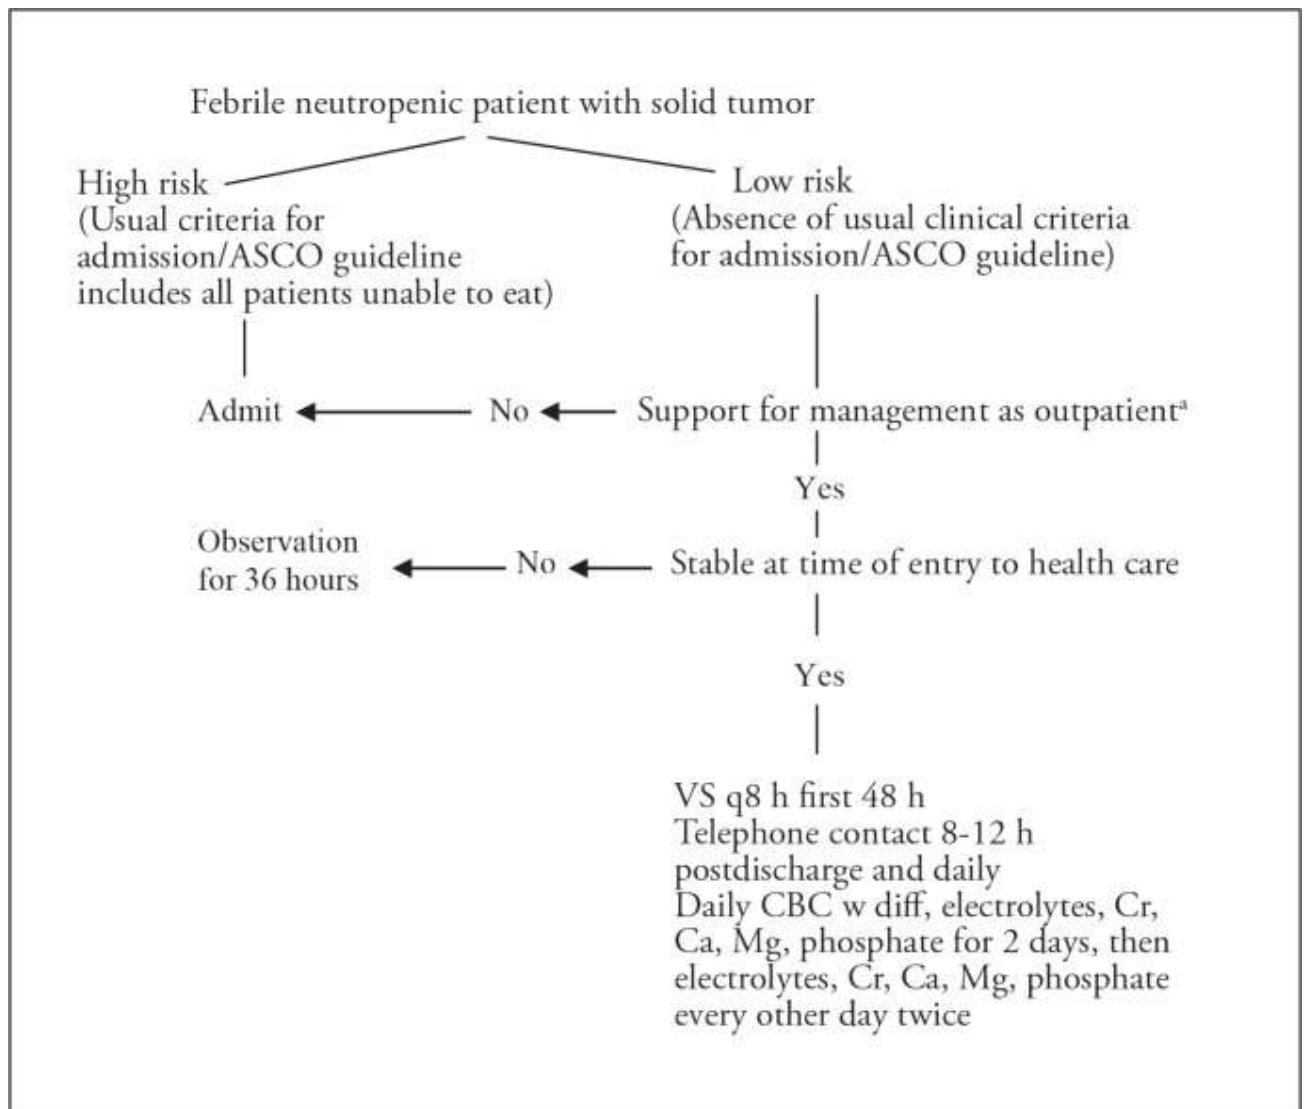 Febrile neutropenic patient with solid tumor
High risk
(Usual criteria for
admission/ASCO guideline
includes all patients unable to eat)
Low risk
(Absence of usual clinical criteria
for admission/ASCO guideline)
Admit
No
Support for management as outpatientᵃ
Yes
Observation
for 36 hours
No
Stable at time of entry to health care
Yes
VS q8 h first 48 h
Telephone contact 8-12 h
postdischarge and daily
Daily CBC w diff, electrolytes, Cr,
Ca, Mg, phosphate for 2 days, then
electrolytes, Cr, Ca, Mg, phosphate
every other day twice